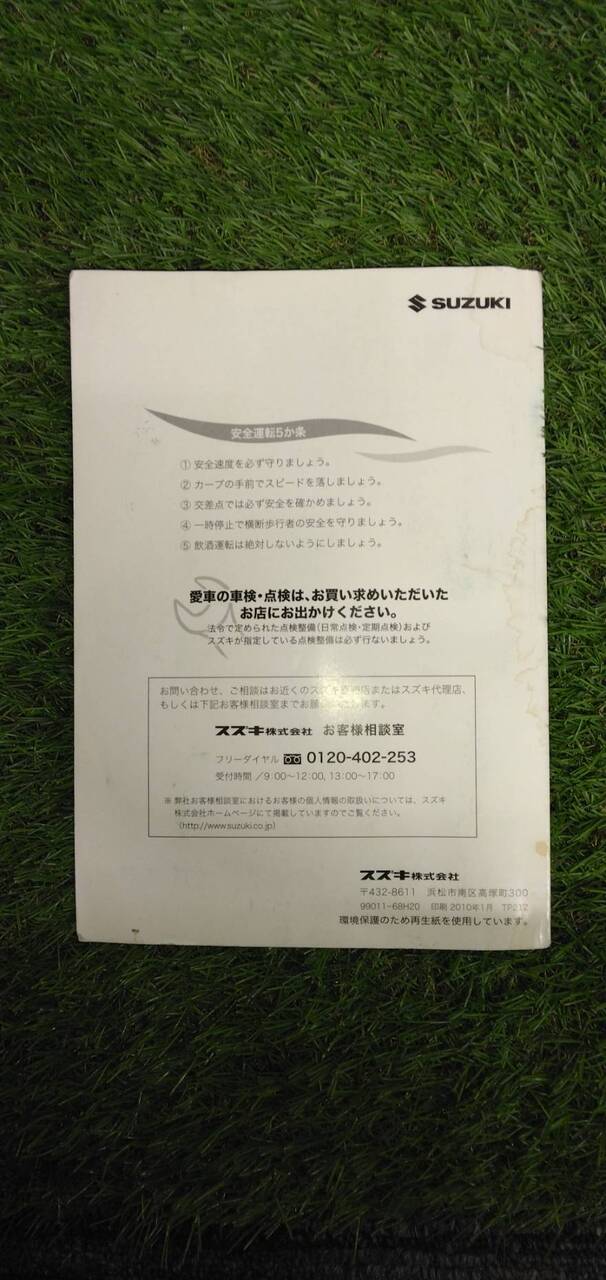 SUZUKI
安全運転5か条
① 安全速度を必ず守りましょう。
② カーブの手前でスピードを落しましょう。
③ 交差点では必ず安全を確かめましょう。
④ 一時停止で横断歩行者の安全を守りましょう。
⑤ 飲酒運転は絶対しないようにしましょう。
愛車の車検・点検は、お買い求めいただいた
お店にお出かけください。
法令で定められた点検整備(日常点検・定期点検)および
スズキが指定している点検整備は必ず行ないましょう。
お問い合わせ、ご相談はお近くのスズキ 店またはスズキ代理店、
もしくは下記お客様相談室までお願 ます。
スズキ株式会社 お客様相談室
フリーダイヤル 0120-402-253
受付時間 /9:00〜12:00, 13:00〜17:00
※ 弊社お客様相談室におけるお客様の個人情報の取扱いについては、スズキ
株式会社ホームページにて掲載していますのでご覧ください。
(http://www.suzuki.co.jp)
スズキ株式会社
〒432-8611 浜松市南区高塚町300
99011-68H20 印刷 2010年1月 TP212
環境保護のため再生紙を使用しています。